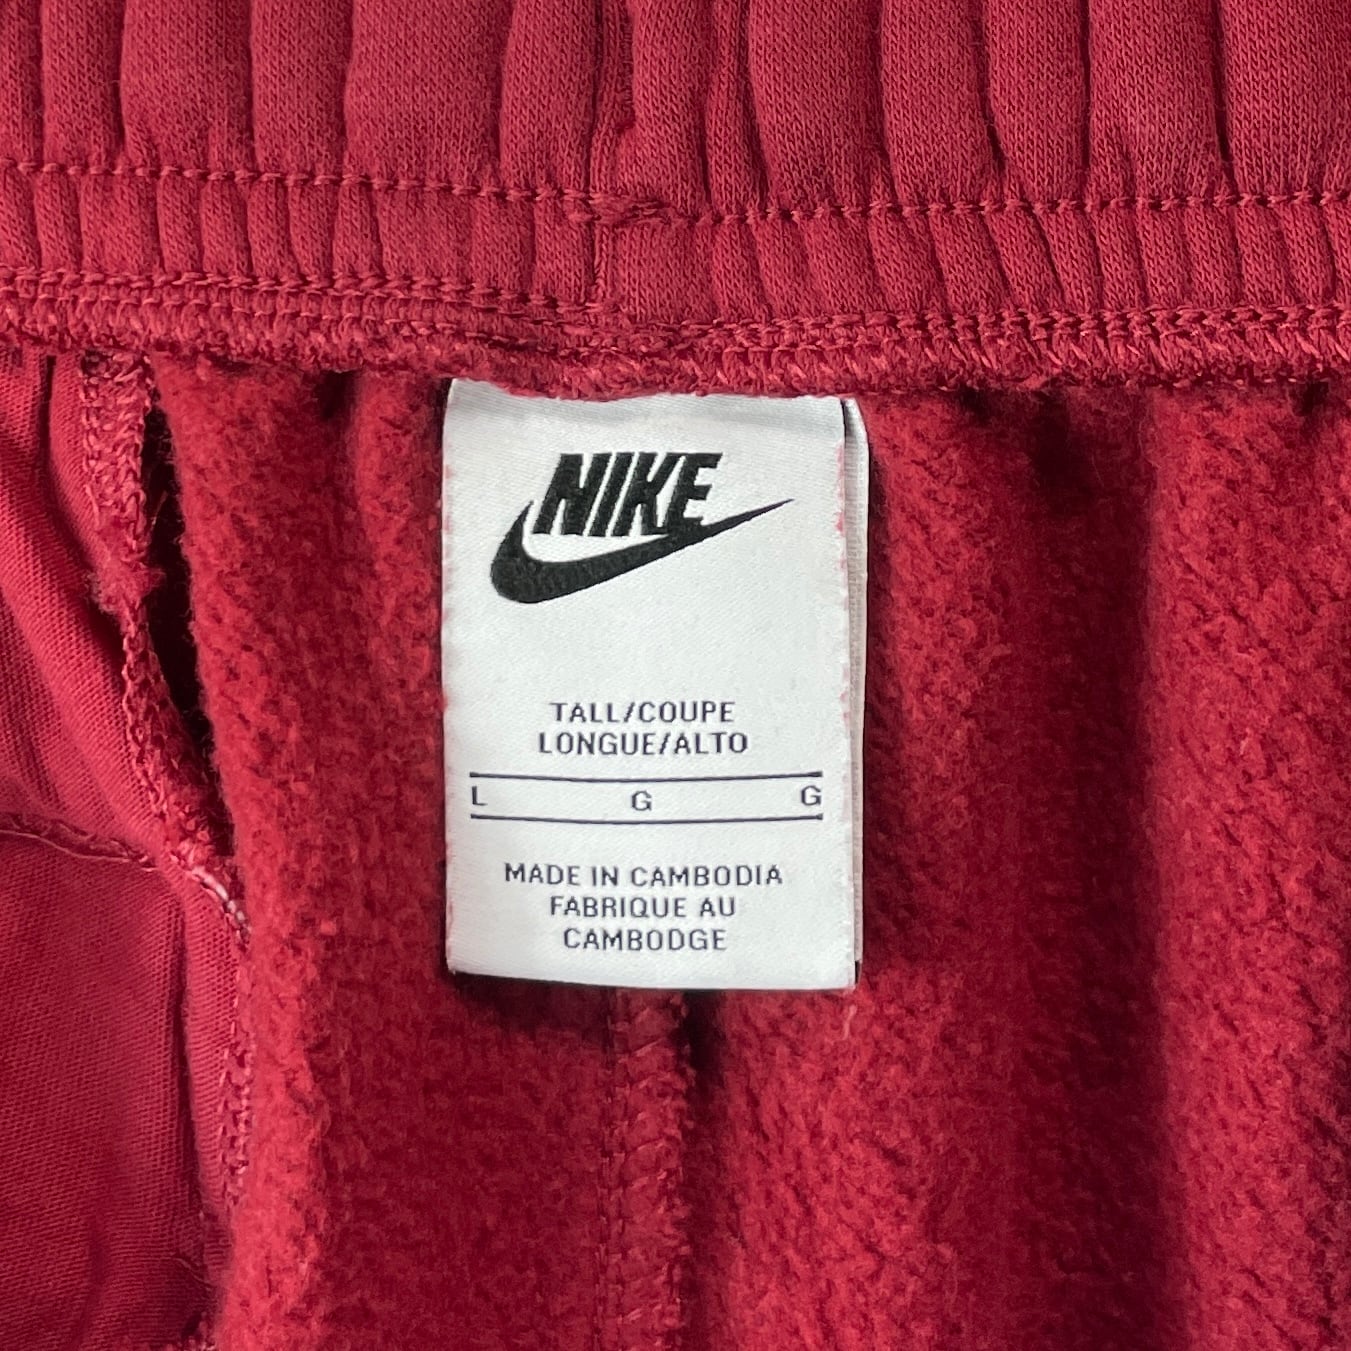 NIKE
TALL/COUPE
LONGUE/ALTO
L G G
MADE IN CAMBODIA
FABRIQUE AU
CAMBODGE